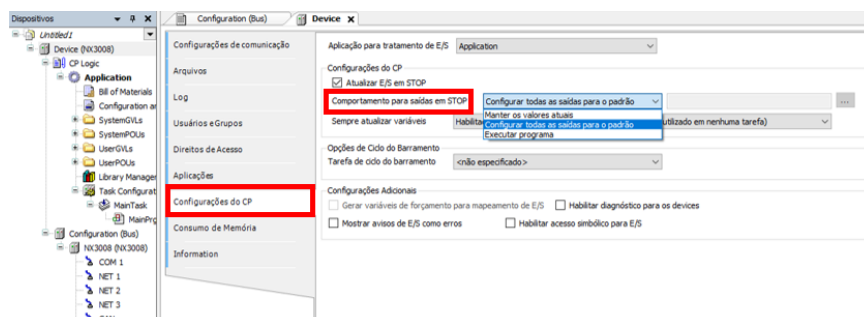 Dispositivos
Configuration (Bus)
Device
Untitled1
Device (NX3008)
CP Logic
Application
Bill of Materials
Configuration an
SystemGVLs
SystemPOUs
UserGVLs
UserPOUs
Library Manager
Task Configurat
MainTask
MainPrg
Configuration (Bus)
NX3008 (NX3008)
COM 1
NET 1
NET 2
NET 3
Configurações de comunicação
Arquivos
Log
Usuários e Grupos
Direitos de Acesso
Aplicações
Configurações do CP
Consumo de Memória
Information
Aplicação para tratamento de E/S Application
Configurações do CP
Atualizar E/S em STOP
Comportamento para saídas em STOP Configurar todas as saídas para o padrão ...
Manter os valores atuais
Sempre atualizar variáveis Habilita Configurar todas as saídas para o padrão utilizado em nenhuma tarefa)
Executar programa
Opções de Ciclo do Barramento
Tarefa de ciclo do barramento <não especificado>
Configurações Adicionais
Gerar variáveis de forçamento para mapeamento de E/S Habilitar diagnóstico para os devices
Mostrar avisos de E/S como erros Habilitar acesso simbólico para E/S